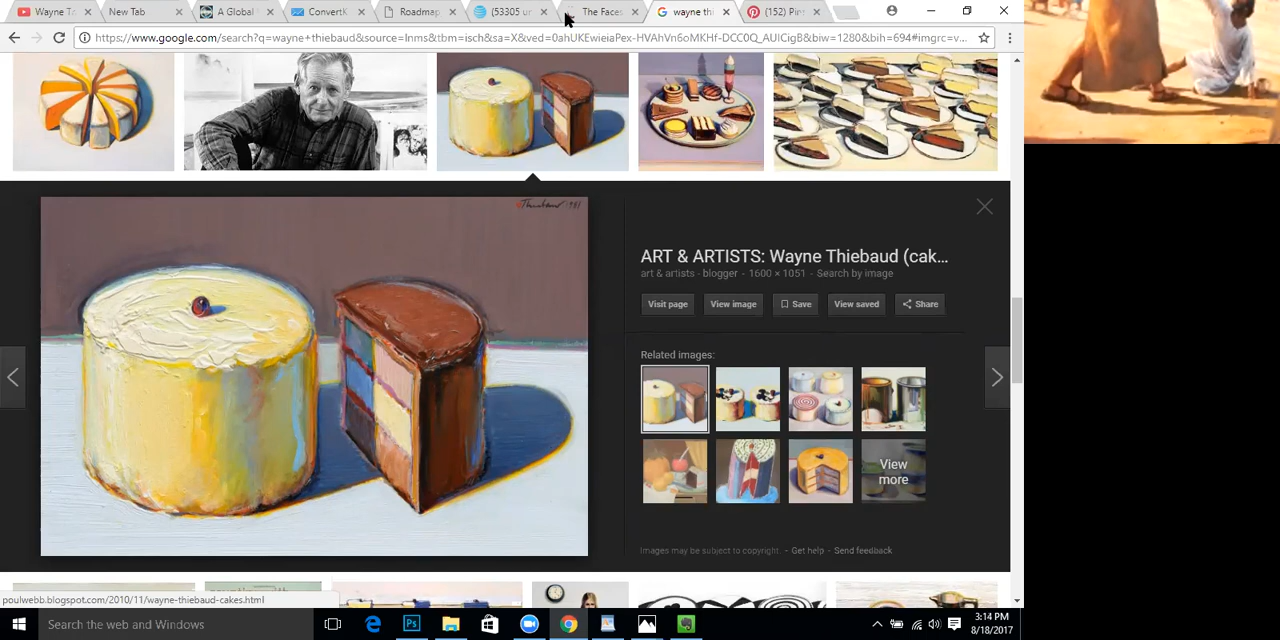 Wayne T
New Tab
A Global
ConvertK
Roadmap
(53305 ur
The Faces
wayne thi
(152) Pin
https://www.google.com/search?q=wayne+thiebaud&source=lnms&tbm=isch&sa=X&ved=0ahUKEwieiaPex-HVAhVn6oMKHf-DCC0Q_AUICigB&biw=1280&bih=694#imgrc=v...
Thiebaud 1981
ART & ARTISTS: Wayne Thiebaud (cak...
art & artists - blogger - 1600 × 1051 - Search by image
Visit page
View image
Save
View saved
Share
Related images:
View more
Images may be subject to copyright. - Get help - Send feedback
poulwebb.blogspot.com/2010/11/wayne-thiebaud-cakes.html
Search the web and Windows
Ps
3:14 PM
8/18/2017